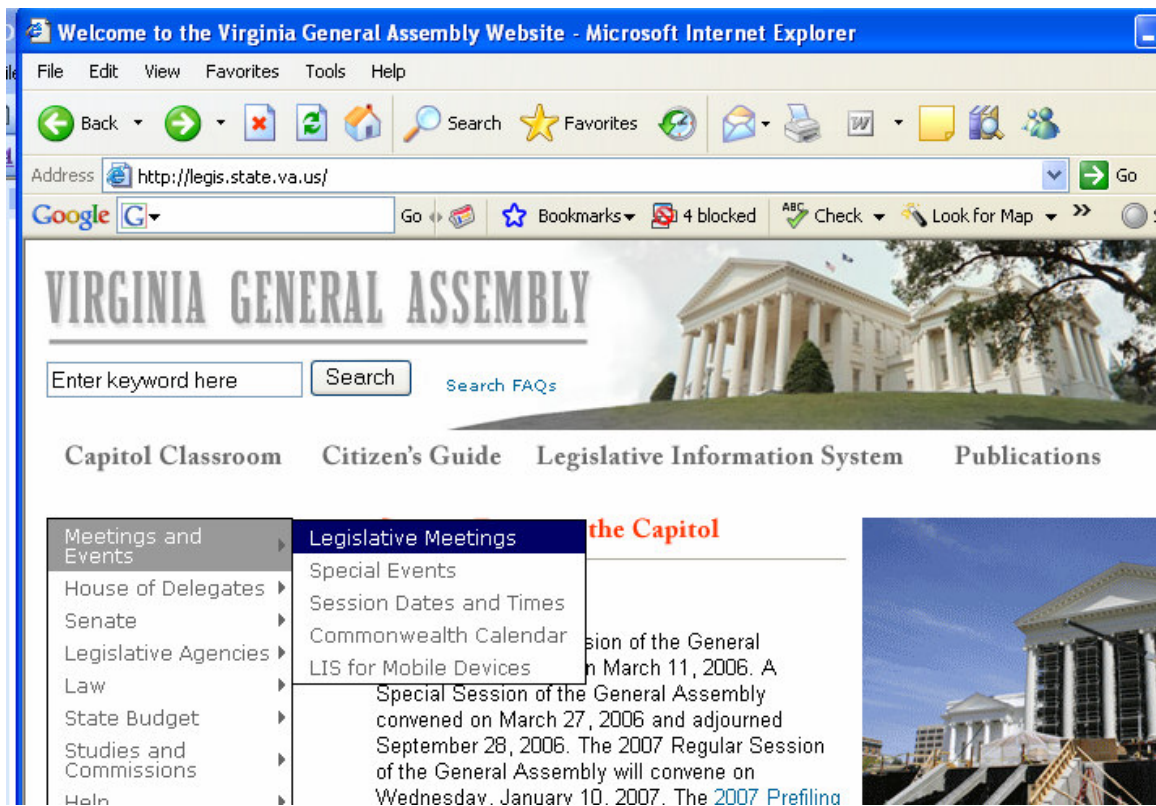 Welcome to the Virginia General Assembly Website - Microsoft Internet Explorer
File Edit View Favorites Tools Help
Back Search Favorites
Address http://legis.state.va.us/ Go
Google G Go Bookmarks 4 blocked ABC Check Look for Map »
VIRGINIA GENERAL ASSEMBLY
Enter keyword here Search Search FAQs
Capitol Classroom Citizen's Guide Legislative Information System Publications
the Capitol
Meetings and
Events
House of Delegates
Senate
Legislative Agencies
Law
State Budget
Studies and
Commissions
Help
Legislative Meetings
Special Events
Session Dates and Times
Commonwealth Calendar
LIS for Mobile Devices
sion of the General
n March 11, 2006. A
Special Session of the General Assembly
convened on March 27, 2006 and adjourned
September 28, 2006. The 2007 Regular Session
of the General Assembly will convene on
Wednesday, January 10, 2007. The 2007 Prefiling